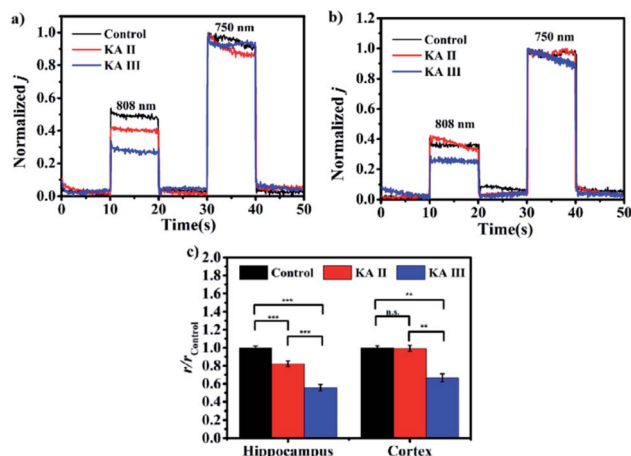 a)
Control
KA II
KA III
750 nm
808 nm
Normalized j
1.0
0.8
0.6
0.4
0.2
0.0
0 10 20 30 40 50
Time(s)
b)
Control
KA II
KA III
750 nm
808 nm
Normalized j
1.2
1.0
0.8
0.6
0.4
0.2
0.0
0 10 20 30 40 50
Time(s)
c)
Control KA II KA III
r/rControl
2.0
1.8
1.6
1.4
1.2
1.0
0.8
0.6
0.4
0.2
0.0
***
***
***
**
n.s.
**
Hippocampus Cortex